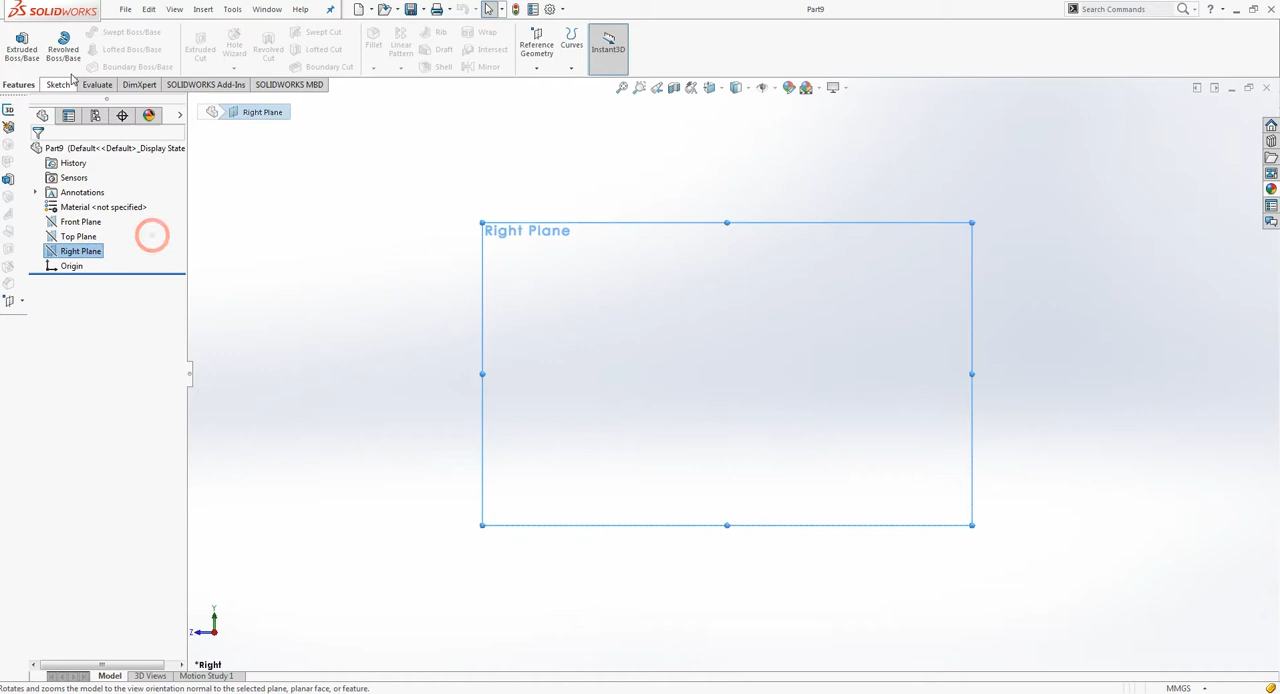 SOLIDWORKS File Edit View Insert Tools Window Help Part9 Search Commands ?
Extruded Boss/Base Revolved Boss/Base Swept Boss/Base Lofted Boss/Base Boundary Boss/Base Extruded Cut Hole Wizard Revolved Cut Swept Cut Lofted Cut Boundary Cut Fillet Linear Pattern Rib Draft Shell Wrap Intersect Mirror Reference Geometry Curves Instant3D
Features Sketch Evaluate DimXpert SOLIDWORKS Add-Ins SOLIDWORKS MBD
3D
Right Plane
Part9 (Default<<Default>_Display State
History
Sensors
Annotations
Material <not specified>
Front Plane
Top Plane
Right Plane
Origin
Right Plane
Y
Z
*Right
Model 3D Views Motion Study 1
Rotates and zooms the model to the view orientation normal to the selected plane, planar face, or feature. MMGS